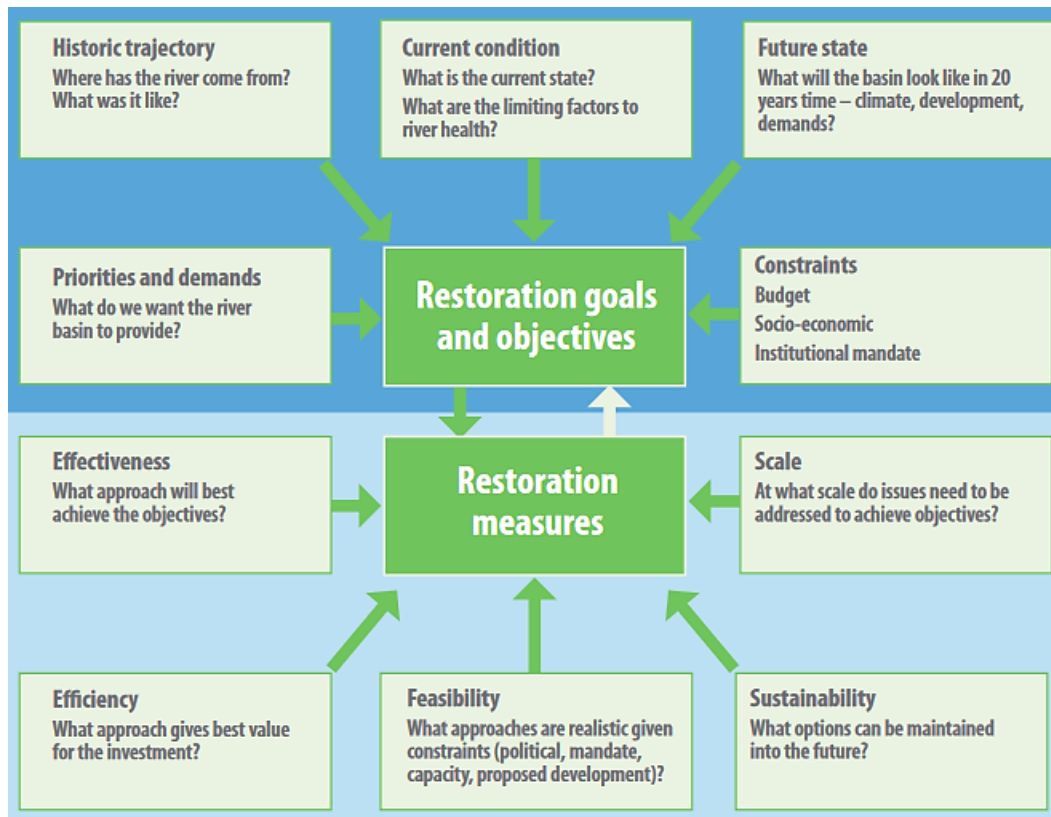 Historic trajectory
Where has the river come from?
What was it like?
Current condition
What is the current state?
What are the limiting factors to
river health?
Future state
What will the basin look like in 20
years time – climate, development,
demands?
Priorities and demands
What do we want the river
basin to provide?
Restoration goals
and objectives
Constraints
Budget
Socio-economic
Institutional mandate
Effectiveness
What approach will best
achieve the objectives?
Restoration
measures
Scale
At what scale do issues need to be
addressed to achieve objectives?
Efficiency
What approach gives best value
for the investment?
Feasibility
What approaches are realistic given
constraints (political, mandate,
capacity, proposed development)?
Sustainability
What options can be maintained
into the future?